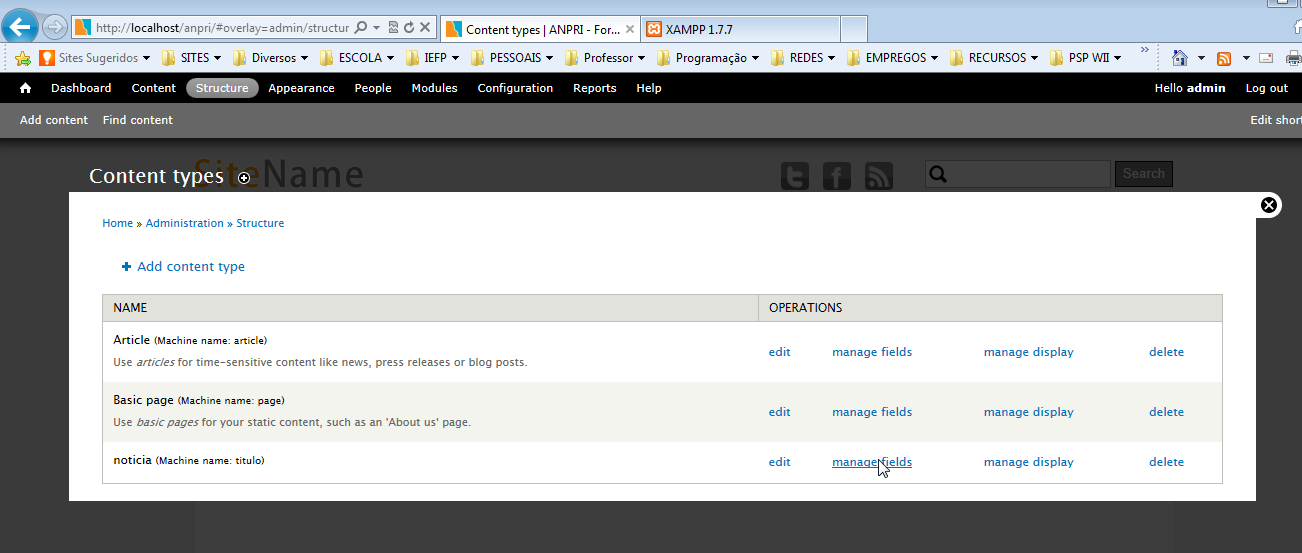 http://localhost/anpri/#overlay=admin/structur
Content types | ANPRI - For...
XAMPP 1.7.7
Sites Sugeridos SITES Diversos ESCOLA IEFP PESSOAIS Professor Programação REDES EMPREGOS RECURSOS PSP WII
Dashboard Content Structure Appearance People Modules Configuration Reports Help Hello admin Log out
Add content Find content Edit short
SiteName
Search
Content types
Home » Administration » Structure
+ Add content type
NAME OPERATIONS
Article (Machine name: article)
Use articles for time-sensitive content like news, press releases or blog posts.
edit manage fields manage display delete
Basic page (Machine name: page)
Use basic pages for your static content, such as an 'About us' page.
edit manage fields manage display delete
noticia (Machine name: titulo)
edit manage fields manage display delete